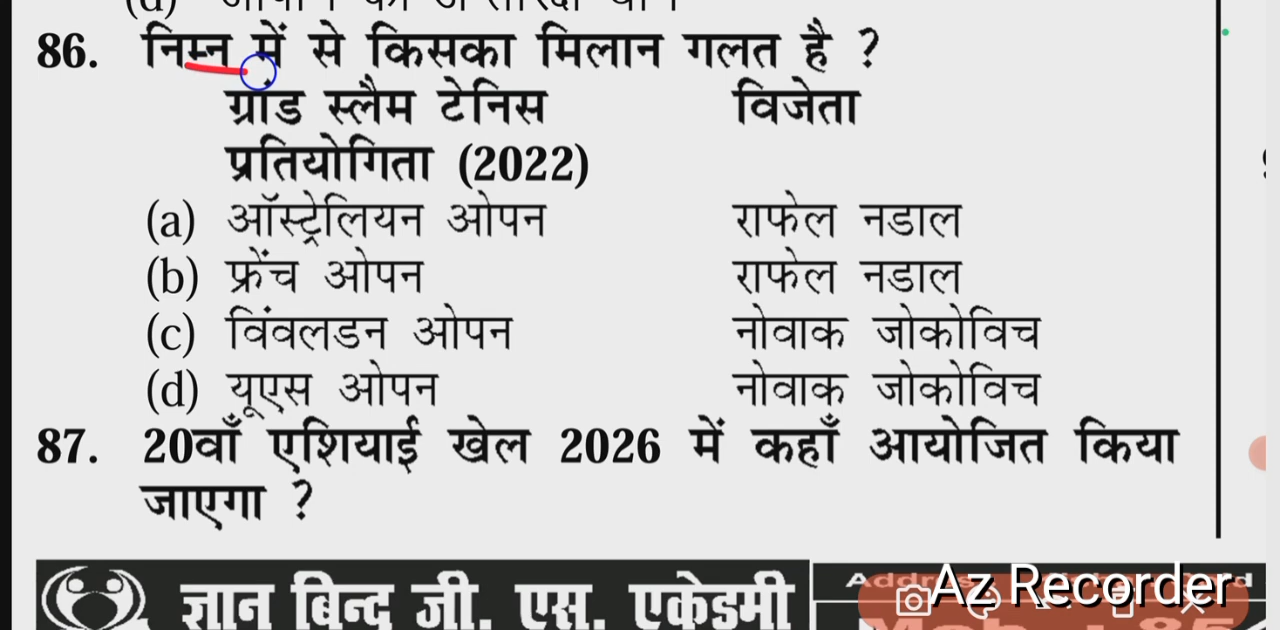 86. निम्न में से किसका मिलान गलत है ?
ग्रांड स्लैम टेनिस विजेता
प्रतियोगिता (2022)
(a) ऑस्ट्रेलियन ओपन राफेल नडाल
(b) फ्रेंच ओपन राफेल नडाल
(c) विंवलडन ओपन नोवाक जोकोविच
(d) यूएस ओपन नोवाक जोकोविच
87. 20वाँ एशियाई खेल 2026 में कहाँ आयोजित किया
जाएगा ?
ज्ञान बिन्द जी. एस. एकेडमी
Az Recorder